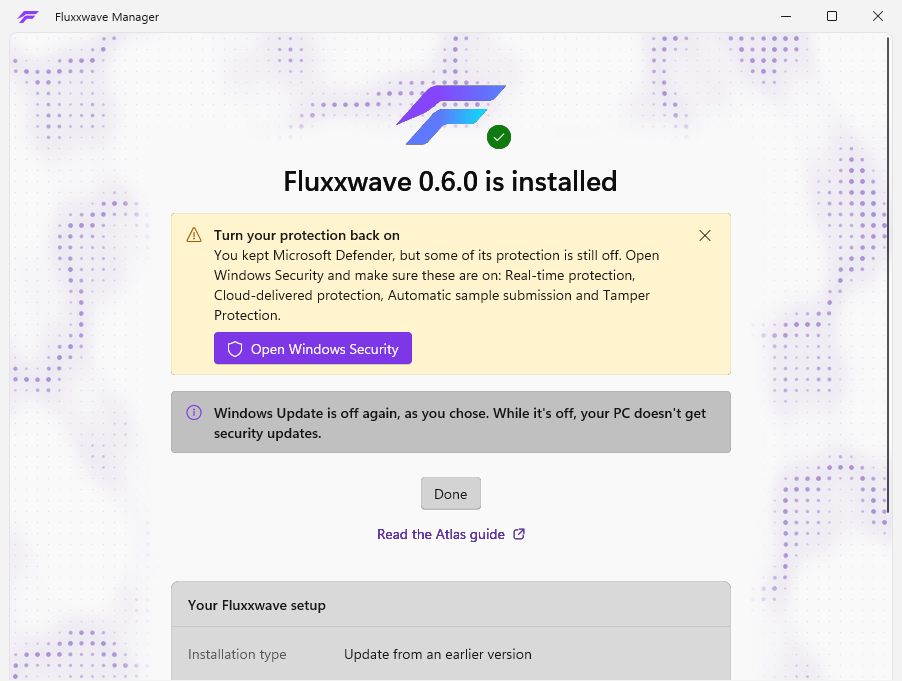 Fluxxwave Manager
Fluxxwave 0.6.0 is installed
Turn your protection back on
You kept Microsoft Defender, but some of its protection is still off. Open
Windows Security and make sure these are on: Real-time protection,
Cloud-delivered protection, Automatic sample submission and Tamper
Protection.
Open Windows Security
Windows Update is off again, as you chose. While it's off, your PC doesn't get
security updates.
Done
Read the Atlas guide
Your Fluxxwave setup
Installation type Update from an earlier version